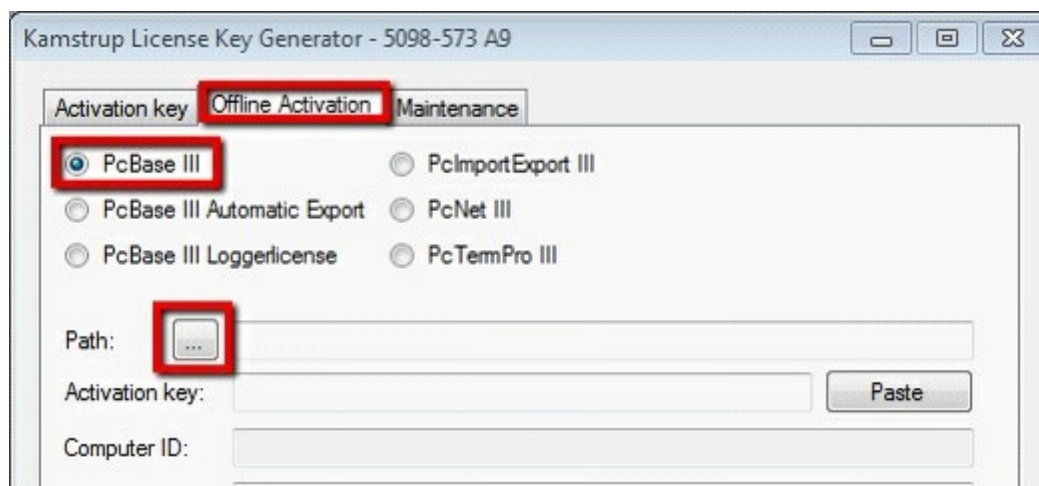 Kamstrup License Key Generator - 5098-573 A9
Activation key Offline Activation Maintenance
PcBase III PcImportExport III
PcBase III Automatic Export PcNet III
PcBase III Loggerlicense PcTermPro III
Path: ...
Activation key: Paste
Computer ID: